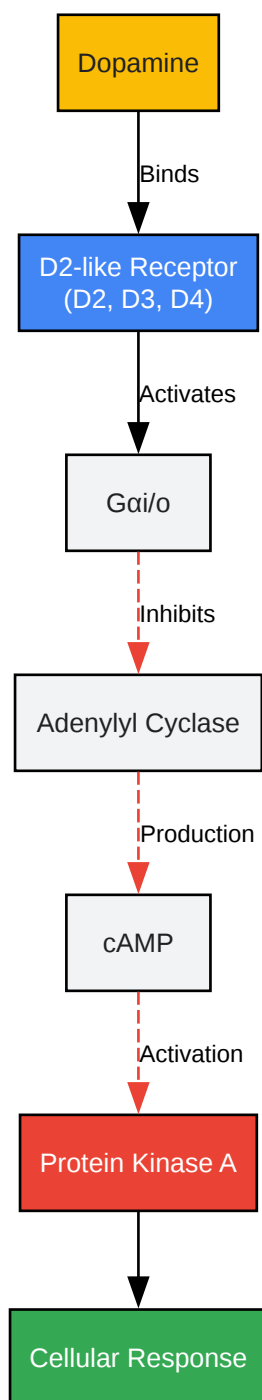 Dopamine
Binds
D2-like Receptor
(D2, D3, D4)
Activates
Gαi/o
Inhibits
Adenylyl Cyclase
Production
cAMP
Activation
Protein Kinase A
Cellular Response